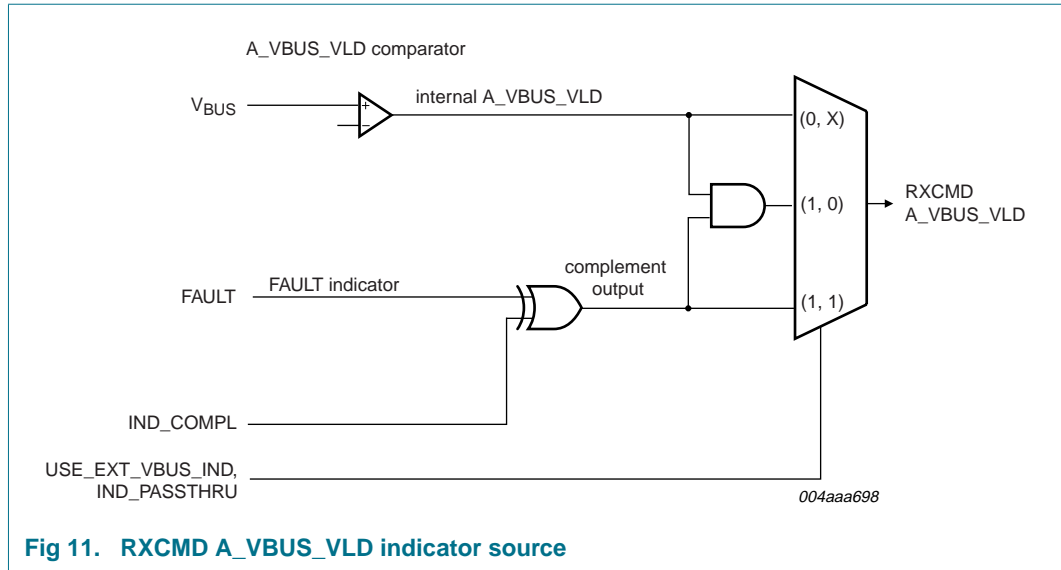 A_VBUS_VLD comparator
VBUS
+
−
internal A_VBUS_VLD
(0, X)
(1, 0)
RXCMD
A_VBUS_VLD
complement
output
FAULT
FAULT indicator
(1, 1)
IND_COMPL
USE_EXT_VBUS_IND,
IND_PASSTHRU
004aaa698
Fig 11. RXCMD A_VBUS_VLD indicator source